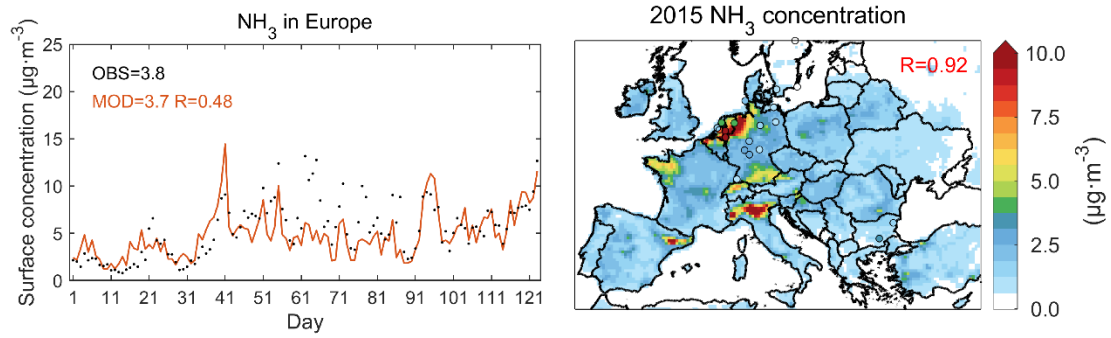 NH3 in Europe
Surface concentration (µg·m-3)
25
20
15
10
5
0
OBS=3.8
MOD=3.7 R=0.48
1 11 21 31 41 51 61 71 81 91 101 111 121
Day
2015 NH3 concentration
R=0.92
10.0
7.5
5.0
2.5
0.0
(µg·m-3)